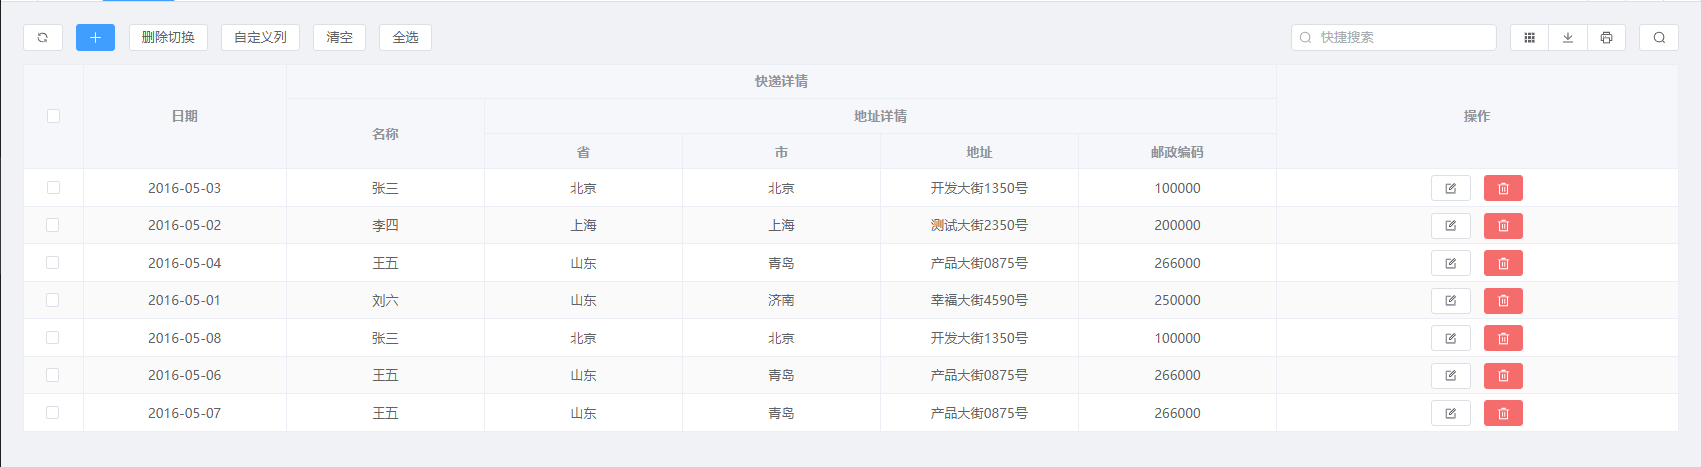 删除切换 自定义列 清空 全选 快捷搜索
快递详情
日期 地址详情 操作
名称
省 市 地址 邮政编码
2016-05-03 张三 北京 北京 开发大街1350号 100000
2016-05-02 李四 上海 上海 测试大街2350号 200000
2016-05-04 王五 山东 青岛 产品大街0875号 266000
2016-05-01 刘六 山东 济南 幸福大街4590号 250000
2016-05-08 张三 北京 北京 开发大街1350号 100000
2016-05-06 王五 山东 青岛 产品大街0875号 266000
2016-05-07 王五 山东 青岛 产品大街0875号 266000